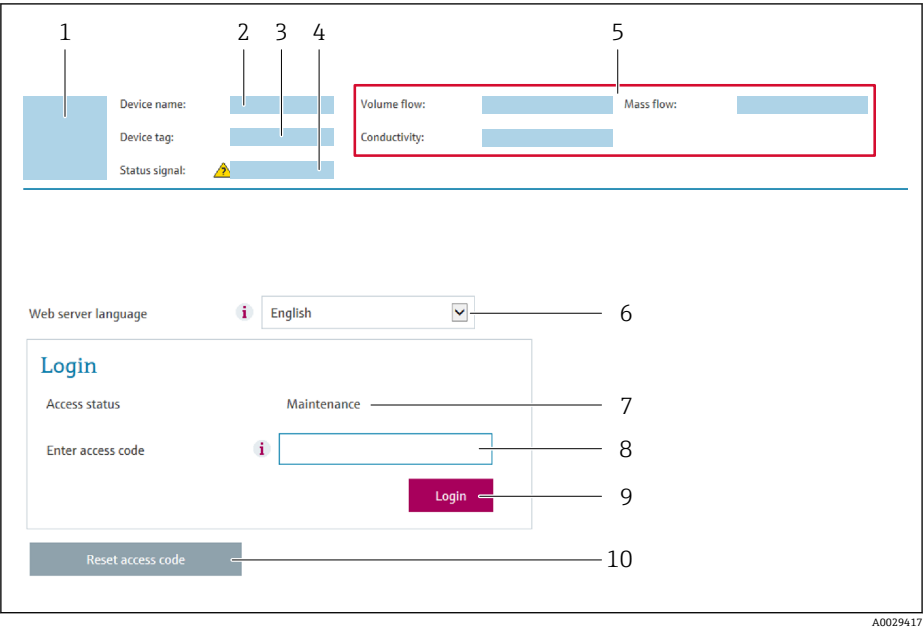 1 2 3 4 5
Device name: Volume flow: Mass flow:
Device tag: Conductivity:
Status signal: ?
Web server language i English 6
Login
Access status Maintenance 7
Enter access code i 8
Login 9
Reset access code 10
A0029417